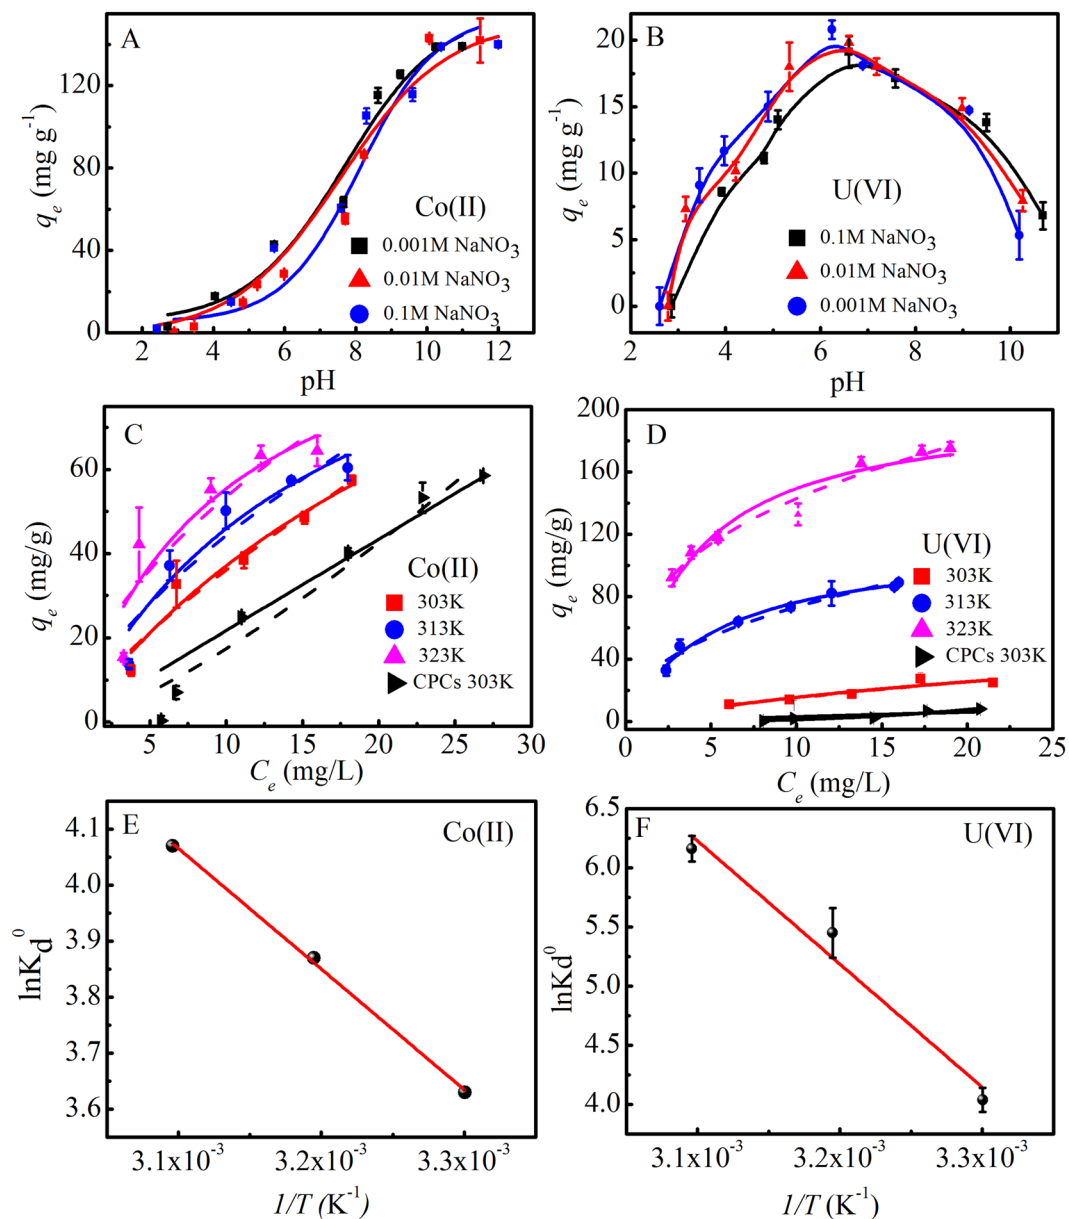 A
q_e (mg g⁻¹)
120
80
40
0
Co(II)
0.001M NaNO₃
0.01M NaNO₃
0.1M NaNO₃
2 4 6 8 10 12
pH
B
q_e (mg g⁻¹)
20
15
10
5
0
U(VI)
0.1M NaNO₃
0.01M NaNO₃
0.001M NaNO₃
2 4 6 8 10
pH
C
q_e (mg/g)
60
40
20
0
Co(II)
303K
313K
323K
CPCs 303K
5 10 15 20 25 30
C_e (mg/L)
D
q_e (mg/g)
200
160
120
80
40
0
U(VI)
303K
313K
323K
CPCs 303K
0 5 10 15 20 25
C_e (mg/L)
E
Co(II)
lnK_d⁰
4.1
4.0
3.9
3.8
3.7
3.6
3.1x10⁻³ 3.2x10⁻³ 3.3x10⁻³
1/T (K⁻¹)
F
U(VI)
lnKd⁰
6.5
6.0
5.5
5.0
4.5
4.0
3.1x10⁻³ 3.2x10⁻³ 3.3x10⁻³
1/T (K⁻¹)